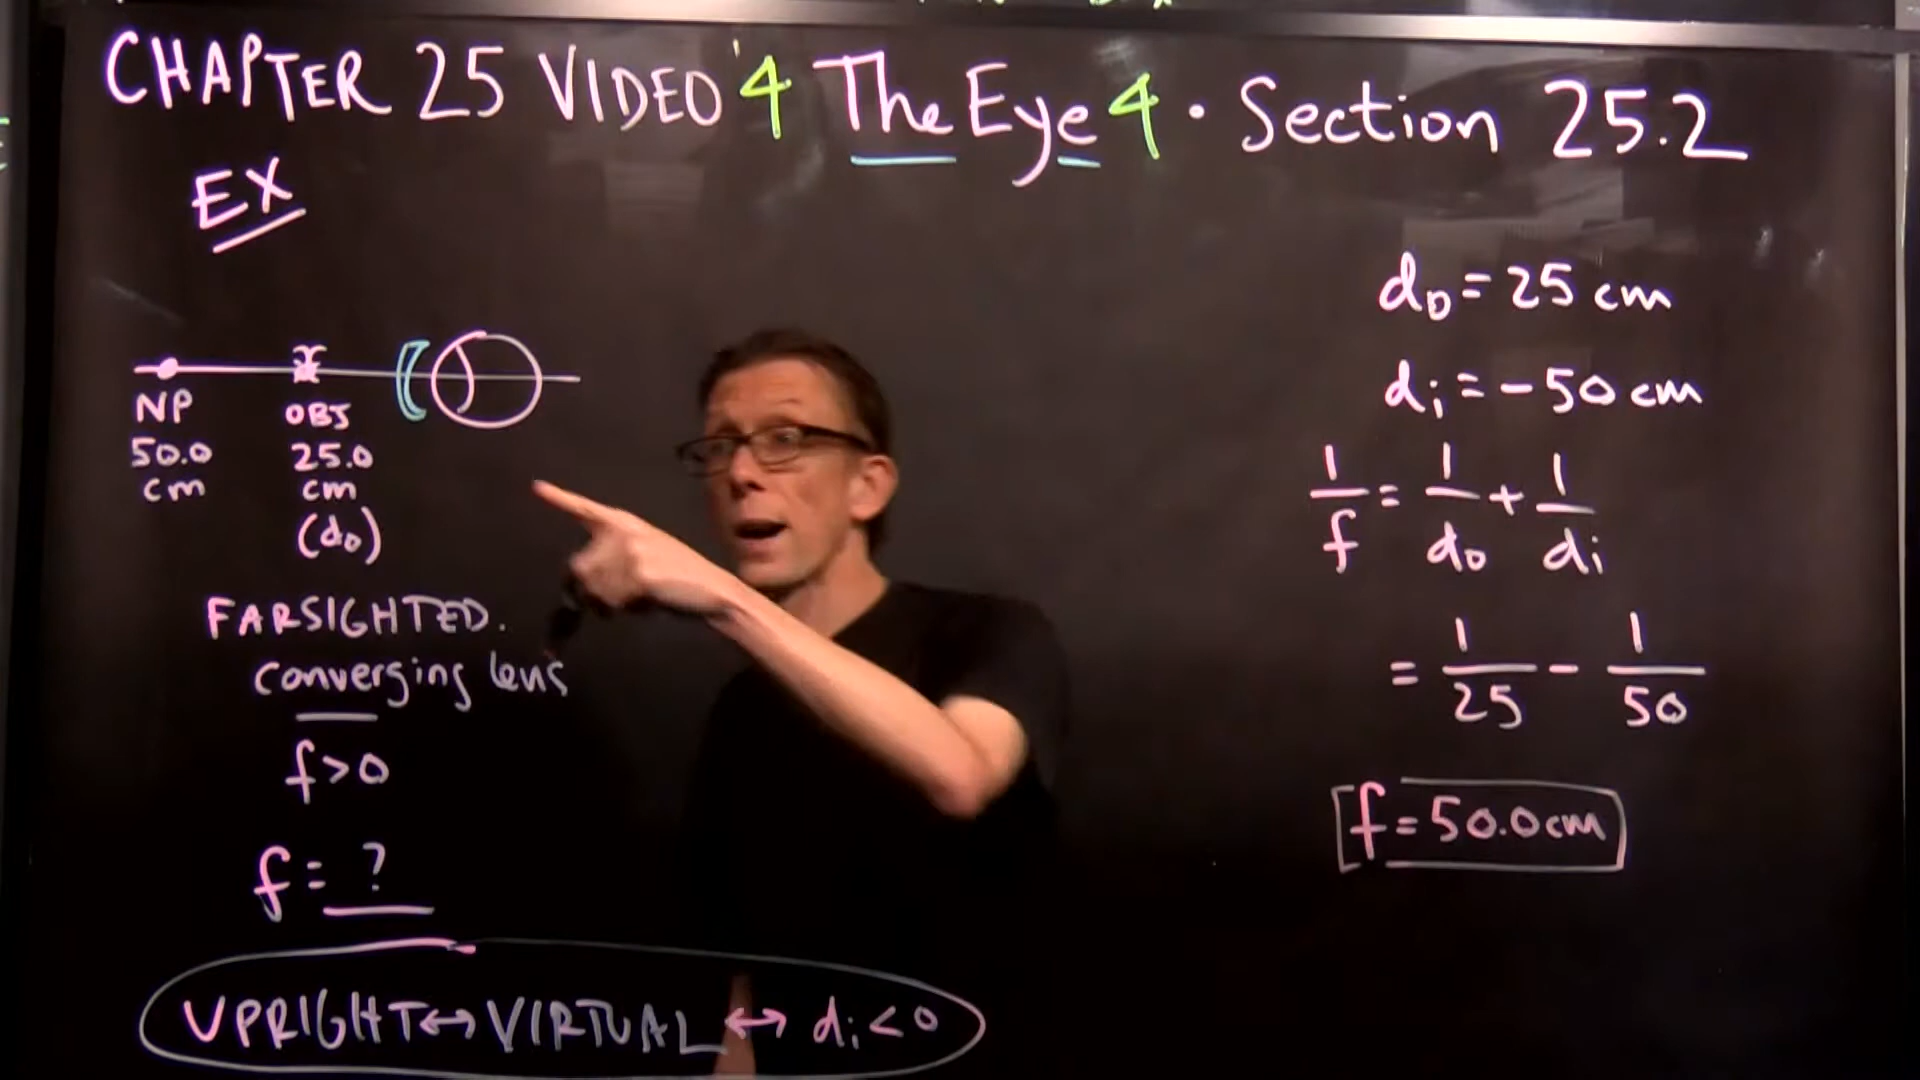 CHAPTER 25 VIDEO 4 The Eye 4 • Section 25.2
EX
NP
50.0
cm
OBJ
25.0
cm
(do)
FARSIGHTED.
converging lens
f>0
f= ?
UPRIGHT↔VIRTUAL↔ di<0
do=25 cm
di=-50 cm
1/f = 1/do + 1/di
= 1/25 - 1/50
f=50.0cm